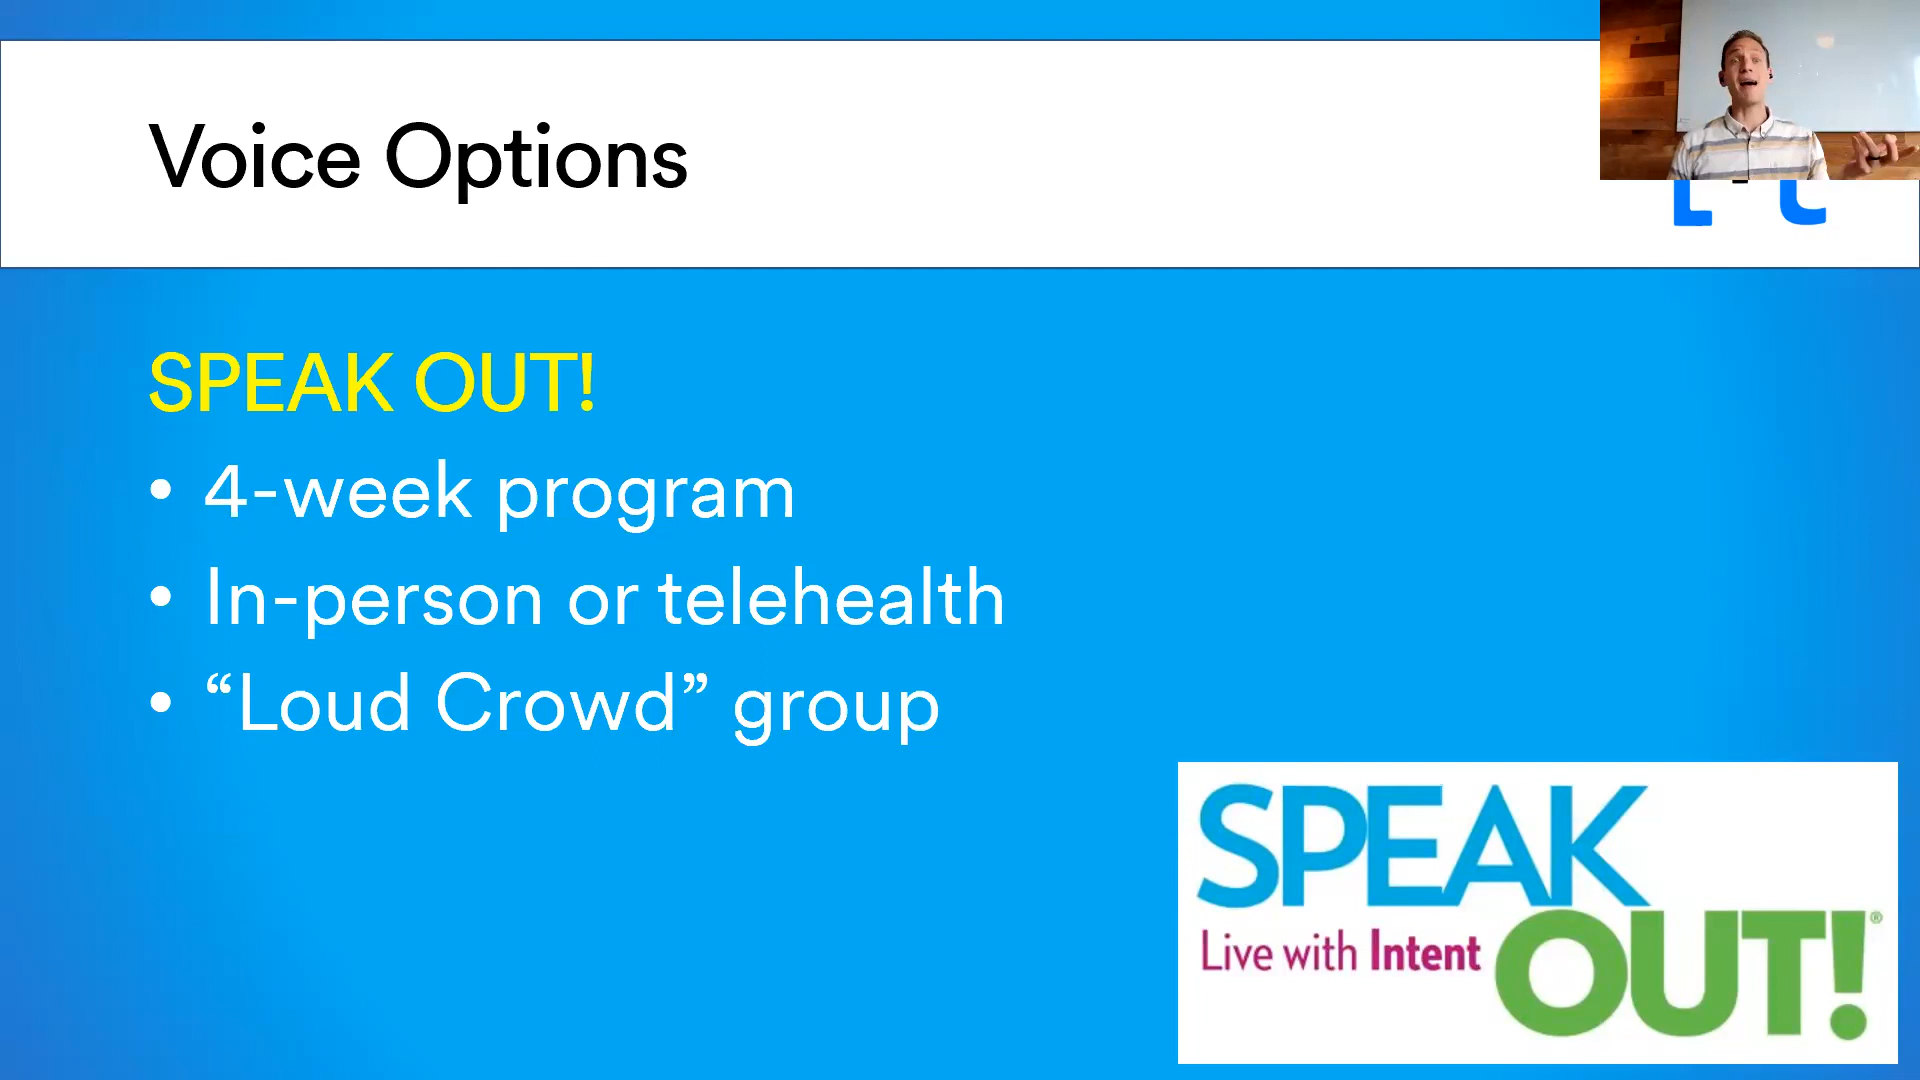 Voice Options
SPEAK OUT!
• 4-week program
• In-person or telehealth
• “Loud Crowd” group
SPEAK
Live with Intent OUT!®